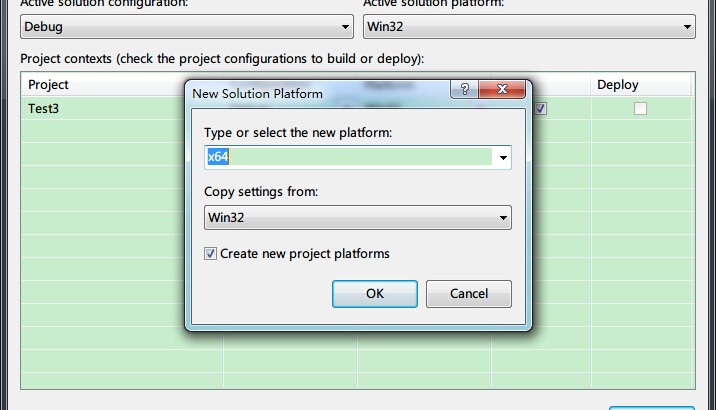 Active solution configuration:
Active solution platform:
Debug
Win32
Project contexts (check the project configurations to build or deploy):
Project
Deploy
Test3
New Solution Platform
?
Type or select the new platform:
x64
Copy settings from:
Win32
Create new project platforms
OK
Cancel